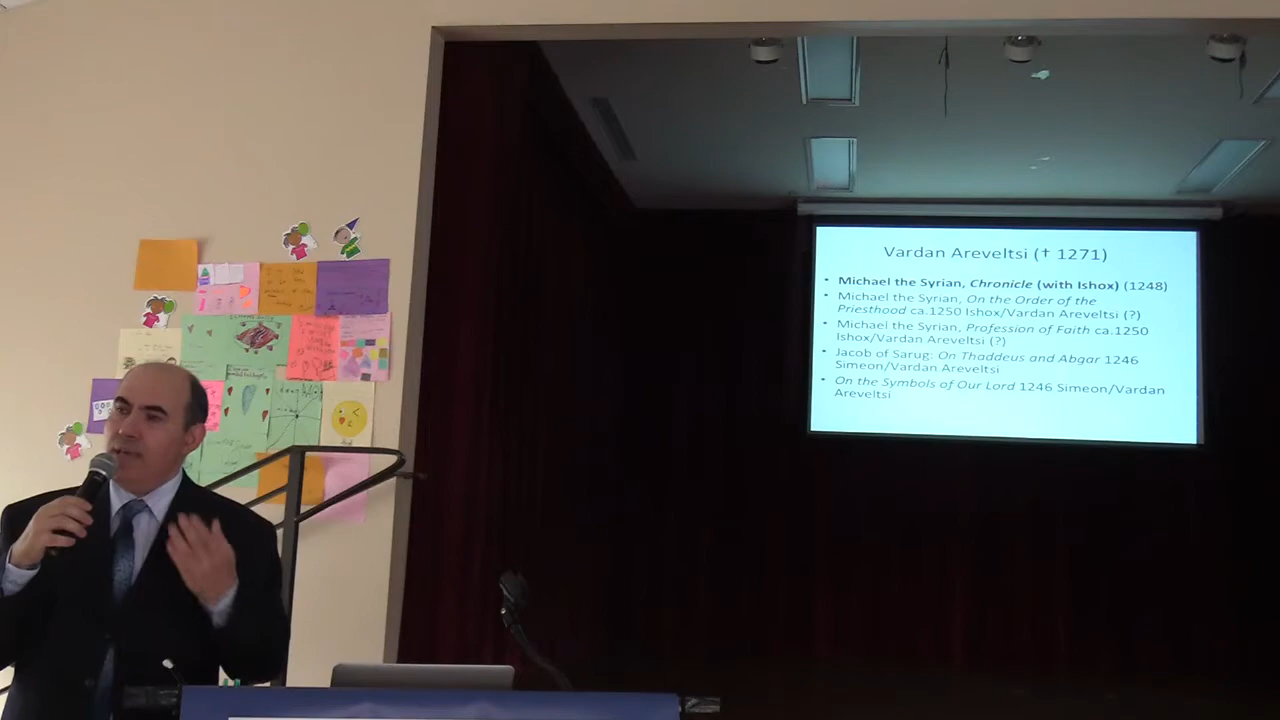 Vardan Areveltsi († 1271)
• Michael the Syrian, Chronicle (with Ishox) (1248)
• Michael the Syrian, On the Order of the
Priesthood ca.1250 Ishox/Vardan Areveltsi (?)
• Michael the Syrian, Profession of Faith ca.1250
Ishox/Vardan Areveltsi (?)
• Jacob of Sarug: On Thaddeus and Abgar 1246
Simeon/Vardan Areveltsi
• On the Symbols of Our Lord 1246 Simeon/Vardan
Areveltsi